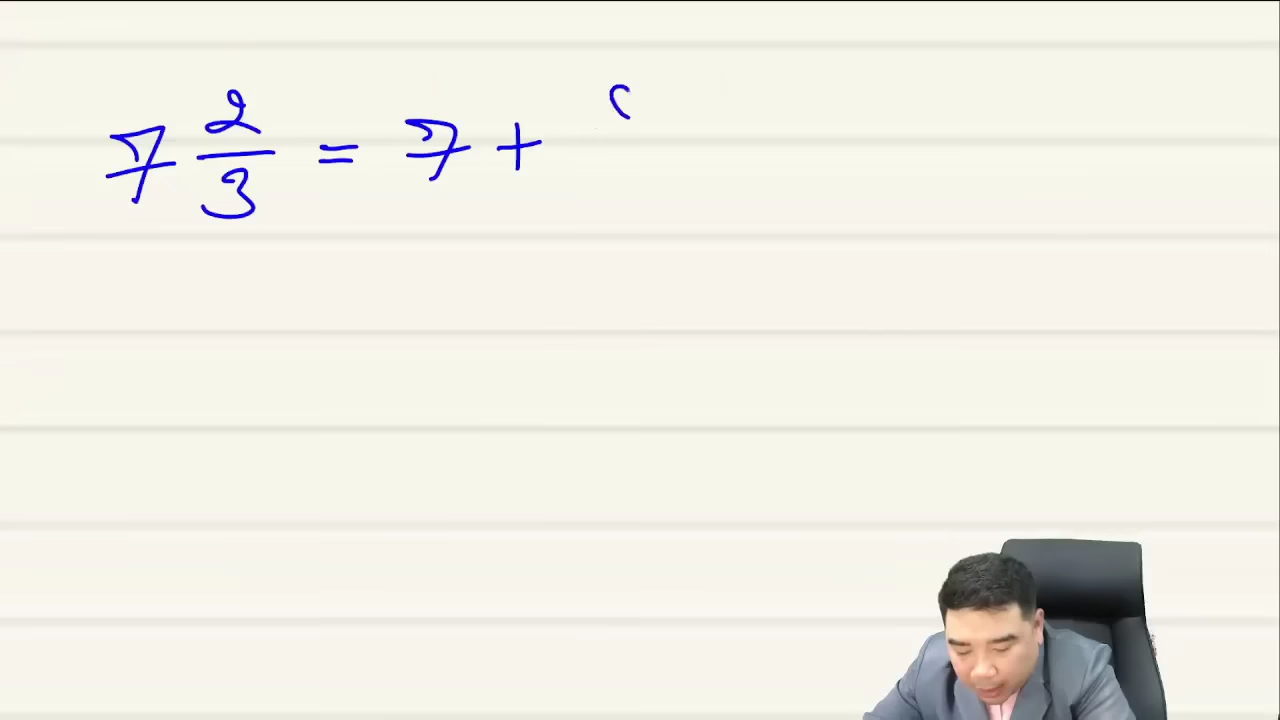 7 2/3 = 7 +